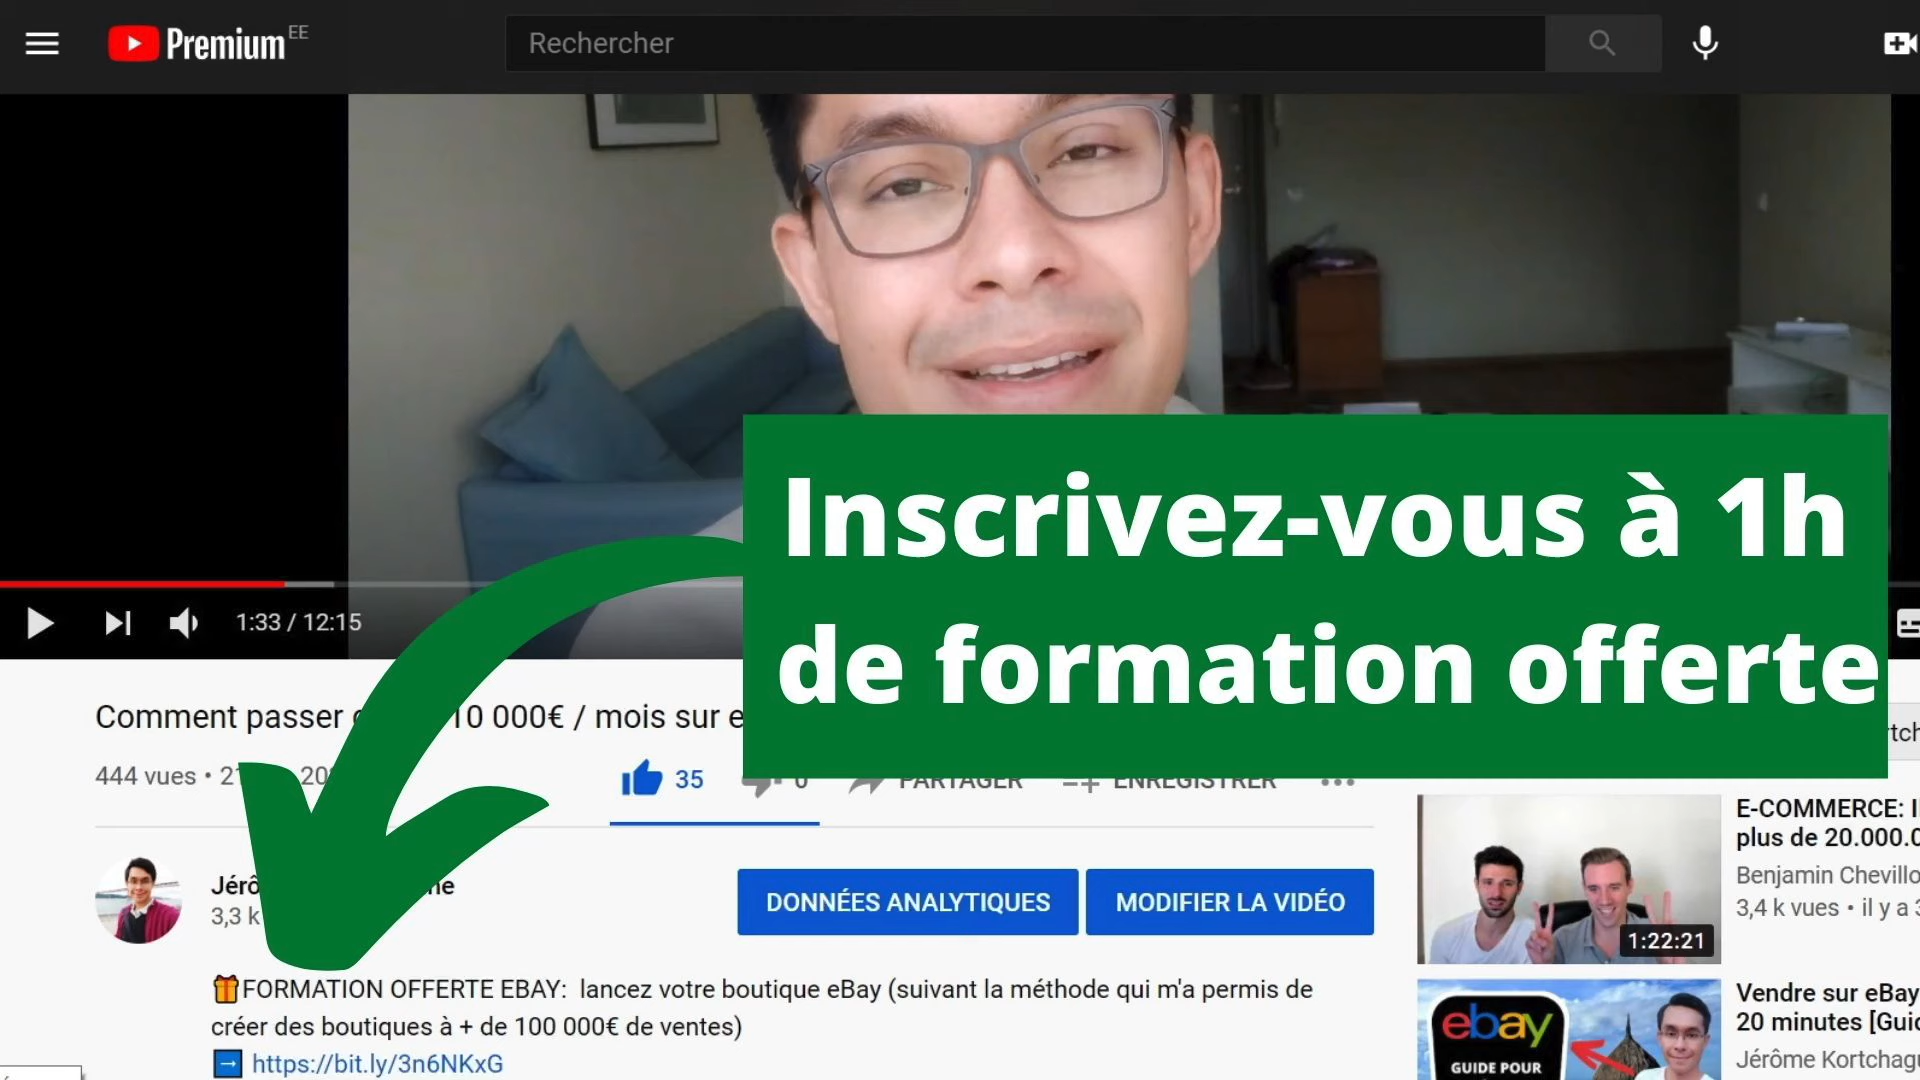 Premium EE
Rechercher
Inscrivez-vous à 1h
de formation offerte
1:33 / 12:15
Comment passer 10 000€ / mois sur
444 vues •
35
0
PARTAGER
ENREGISTRER
3,3 k
DONNÉES ANALYTIQUES
MODIFIER LA VIDÉO
FORMATION OFFERTE EBAY: lancez votre boutique eBay (suivant la méthode qui m'a permis de
créer des boutiques à + de 100 000€ de ventes)
https://bit.ly/3n6NKxG
1:22:21
E-COMMERCE:
plus de 20.000.0
Benjamin Chevillo
3,4 k vues • il y a
ebay
GUIDE POUR
Vendre sur eBay
20 minutes [Guid
Jérôme Kortchag